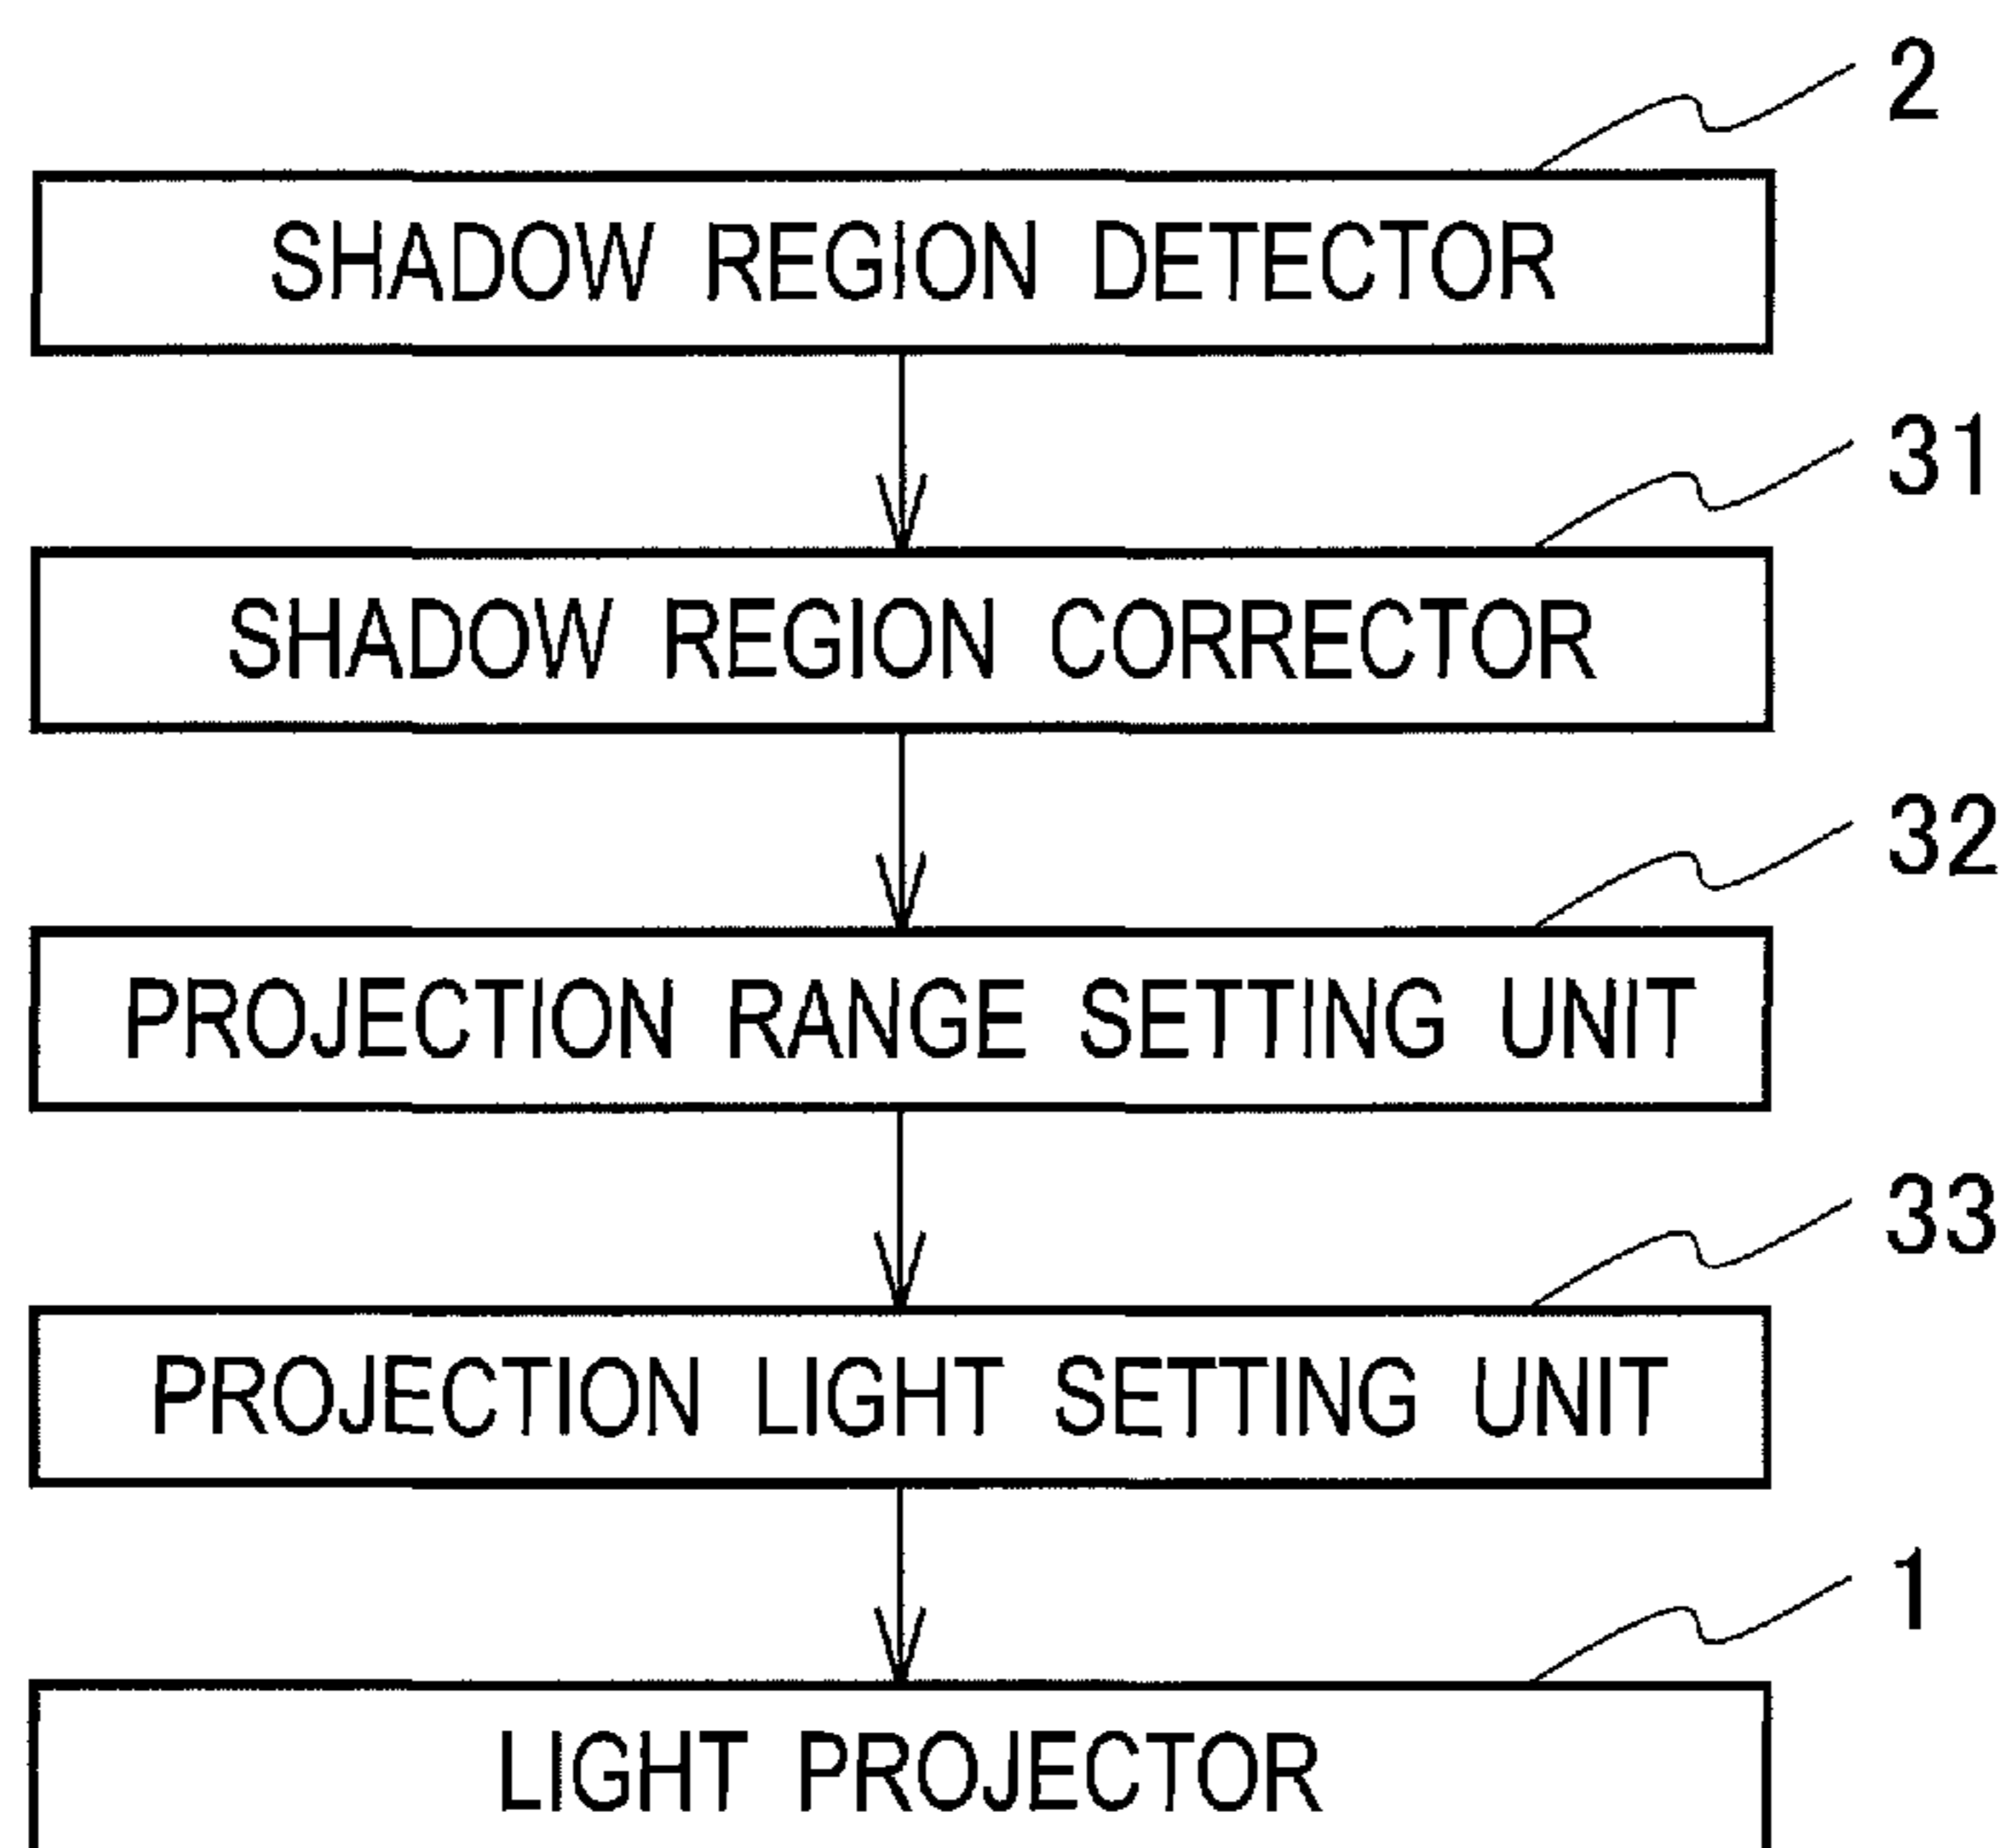 2
SHADOW REGION DETECTOR
31
SHADOW REGION CORRECTOR
32
PROJECTION RANGE SETTING UNIT
33
PROJECTION LIGHT SETTING UNIT
1
LIGHT PROJECTOR